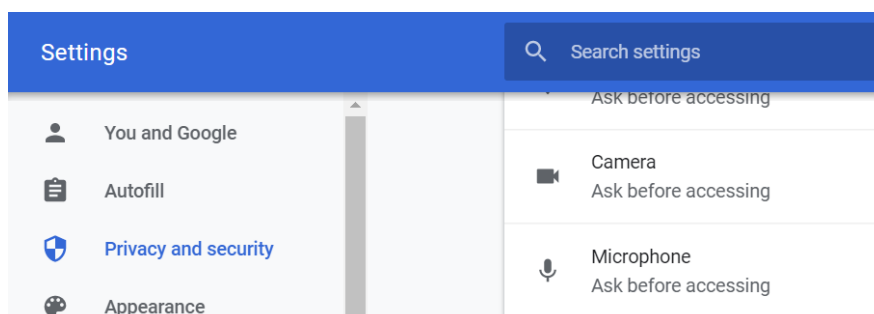 Settings
Search settings
You and Google
Autofill
Privacy and security
Appearance
Ask before accessing
Camera
Ask before accessing
Microphone
Ask before accessing